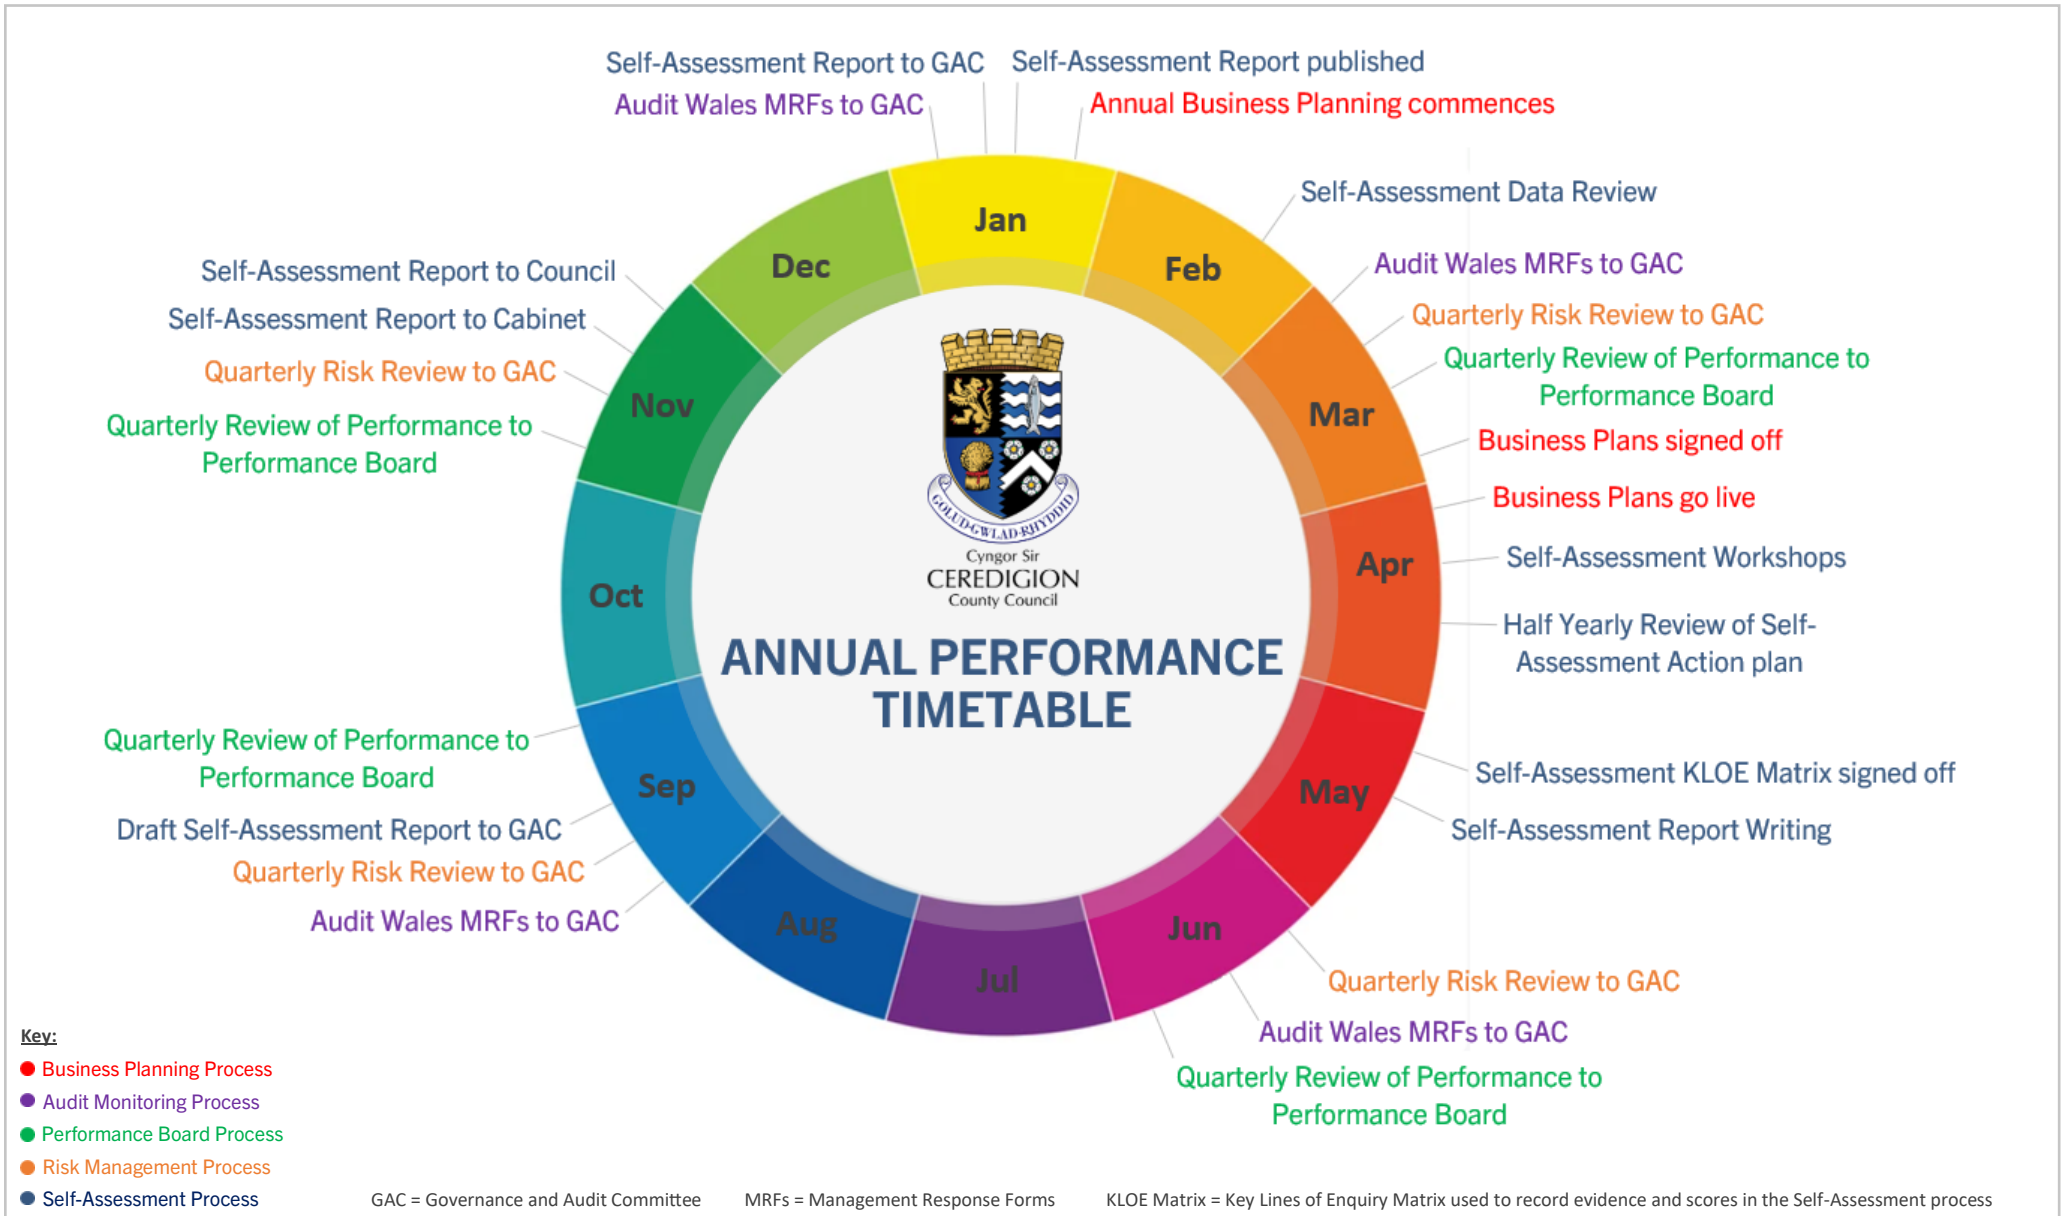 Self-Assessment Report to GAC
Self-Assessment Report published
Audit Wales MRFs to GAC
Annual Business Planning commences
Jan
Feb
Mar
Apr
May
Jun
Jul
Aug
Sep
Oct
Nov
Dec
Self-Assessment Data Review
Audit Wales MRFs to GAC
Quarterly Risk Review to GAC
Quarterly Review of Performance to
Performance Board
Business Plans signed off
Business Plans go live
Self-Assessment Workshops
Half Yearly Review of Self-
Assessment Action plan
Self-Assessment KLOE Matrix signed off
Self-Assessment Report Writing
Quarterly Risk Review to GAC
Audit Wales MRFs to GAC
Quarterly Review of Performance to
Performance Board
Audit Wales MRFs to GAC
Quarterly Risk Review to GAC
Draft Self-Assessment Report to GAC
Quarterly Review of Performance to
Performance Board
Quarterly Review of Performance to
Performance Board
Quarterly Risk Review to GAC
Self-Assessment Report to Cabinet
Self-Assessment Report to Council
GOLUD·GWLAD·RHYDDID
Cyngor Sir
CEREDIGION
County Council
ANNUAL PERFORMANCE
TIMETABLE
Key:
Business Planning Process
Audit Monitoring Process
Performance Board Process
Risk Management Process
Self-Assessment Process
GAC = Governance and Audit Committee
MRFs = Management Response Forms
KLOE Matrix = Key Lines of Enquiry Matrix used to record evidence and scores in the Self-Assessment process